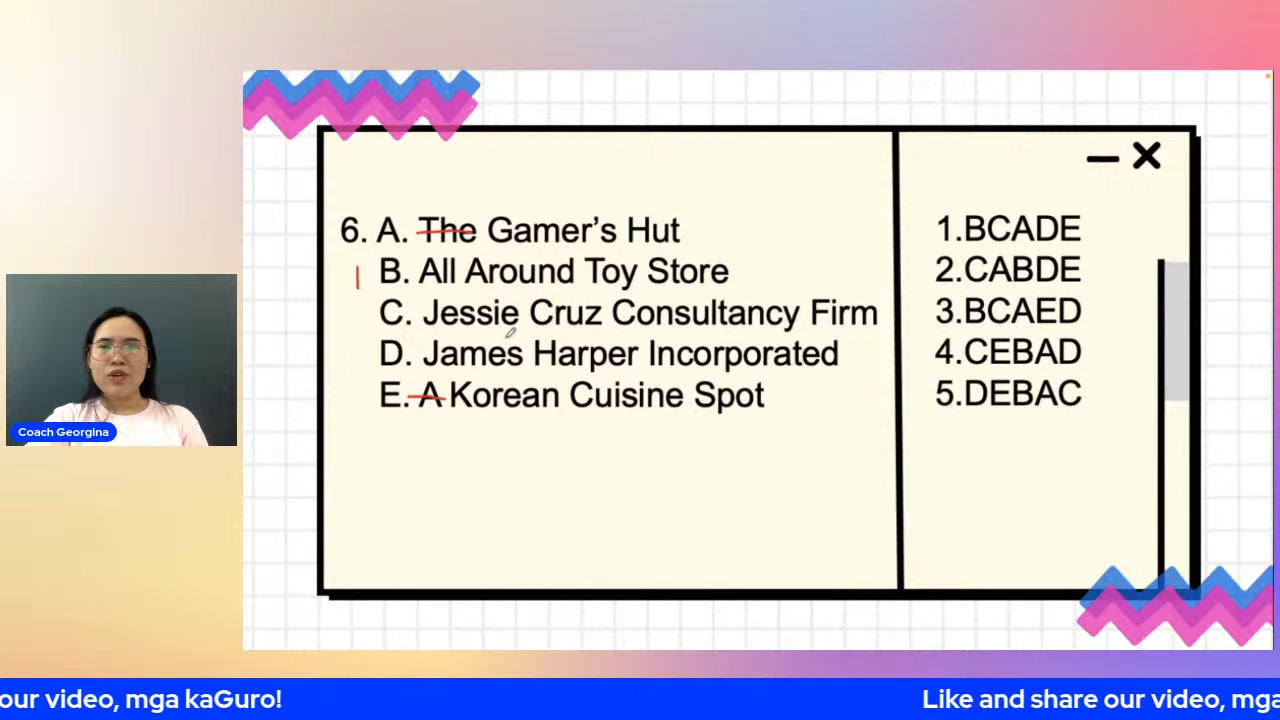 6. A. The Gamer's Hut
| B. All Around Toy Store
C. Jessie Cruz Consultancy Firm
D. James Harper Incorporated
E. A Korean Cuisine Spot
1.BCADE
2.CABDE
3.BCAED
4.CEBAD
5.DEBAC
Coach Georgina
our video, mga kaGuro!
Like and share our video, mga